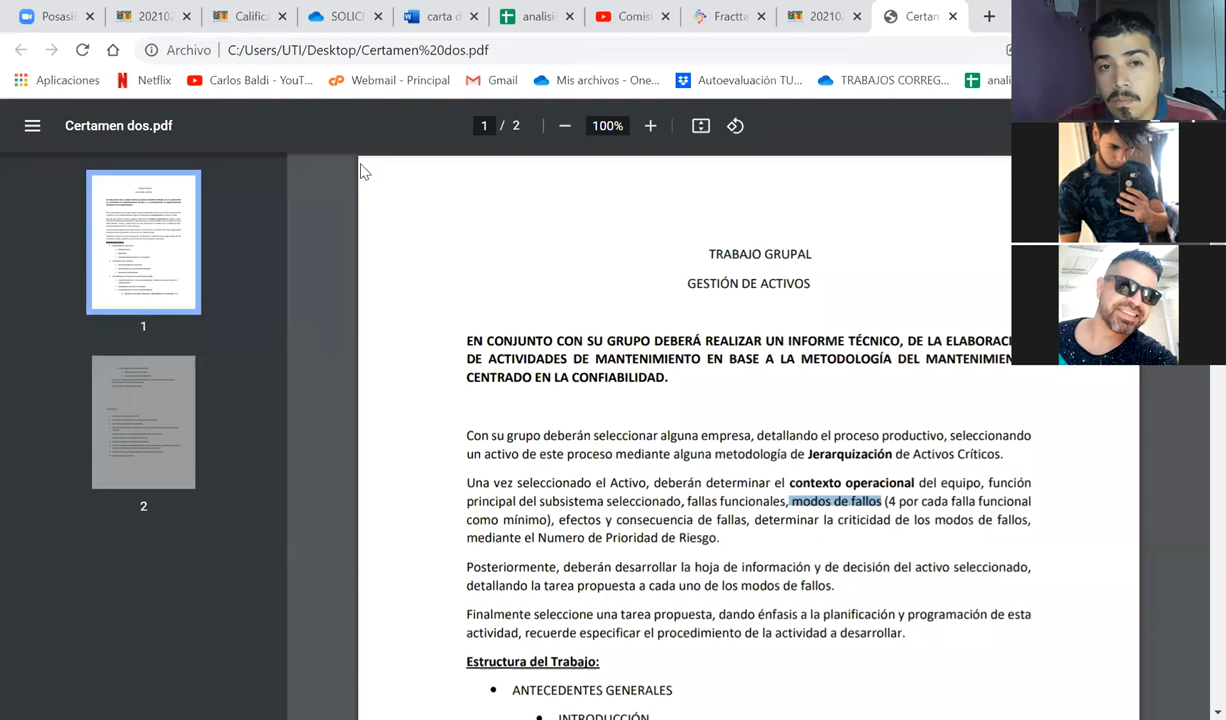 Posasi
202102
Califica
SOLICI
carta d
analisi
Comisi
Fractta
20210
Certam
Archivo
C:/Users/UTI/Desktop/Certamen%20dos.pdf
Aplicaciones
Netflix
Carlos Baldi - YouT...
Webmail - Principal
Gmail
Mis archivos - One...
Autoevaluación TU...
TRABAJOS CORREG...
anali
Certamen dos.pdf
1 / 2
100%
1
2
TRABAJO GRUPAL
GESTIÓN DE ACTIVOS
EN CONJUNTO CON SU GRUPO DEBERÁ REALIZAR UN INFORME TÉCNICO, DE LA ELABORACI
DE ACTIVIDADES DE MANTENIMIENTO EN BASE A LA METODOLOGÍA DEL MANTENIMIEN
CENTRADO EN LA CONFIABILIDAD.
Con su grupo deberán seleccionar alguna empresa, detallando el proceso productivo, seleccionando
un activo de este proceso mediante alguna metodología de Jerarquización de Activos Críticos.
Una vez seleccionado el Activo, deberán determinar el contexto operacional del equipo, función
principal del subsistema seleccionado, fallas funcionales, modos de fallos (4 por cada falla funcional
como mínimo), efectos y consecuencia de fallas, determinar la criticidad de los modos de fallos,
mediante el Numero de Prioridad de Riesgo.
Posteriormente, deberán desarrollar la hoja de información y de decisión del activo seleccionado,
detallando la tarea propuesta a cada uno de los modos de fallos.
Finalmente seleccione una tarea propuesta, dando énfasis a la planificación y programación de esta
actividad, recuerde especificar el procedimiento de la actividad a desarrollar.
Estructura del Trabajo:
• ANTECEDENTES GENERALES
• INTRODUCCIÓN